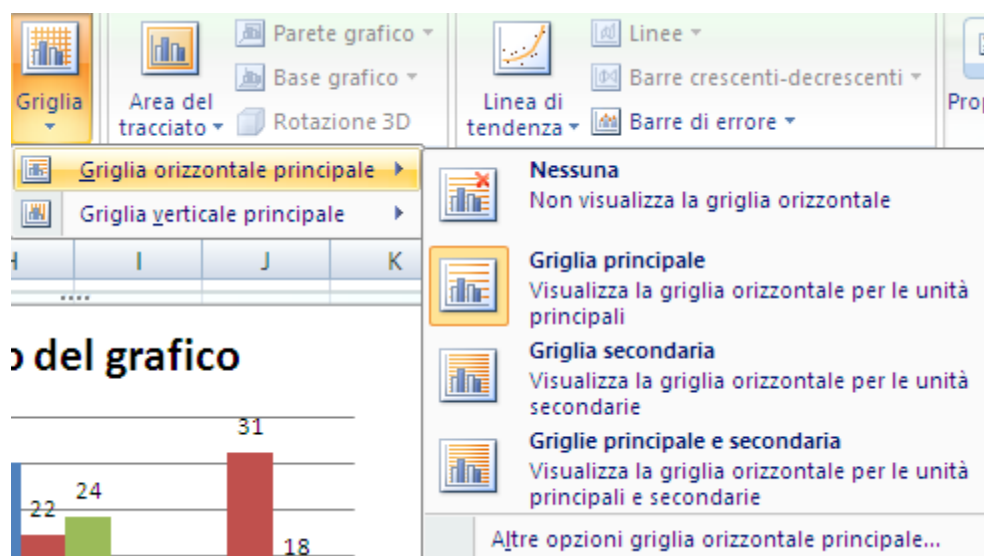 Griglia
Area del
tracciato
Parete grafico
Base grafico
Rotazione 3D
Linea di
tendenza
Linee
Barre crescenti-decrescenti
Barre di errore
Griglia orizzontale principale
Griglia verticale principale
Nessuna
Non visualizza la griglia orizzontale
Griglia principale
Visualizza la griglia orizzontale per le unità
principali
Griglia secondaria
Visualizza la griglia orizzontale per le unità
secondarie
Griglie principale e secondaria
Visualizza la griglia orizzontale per le unità
principali e secondarie
Altre opzioni griglia orizzontale principale...
I J K
del grafico
31
24
22
18